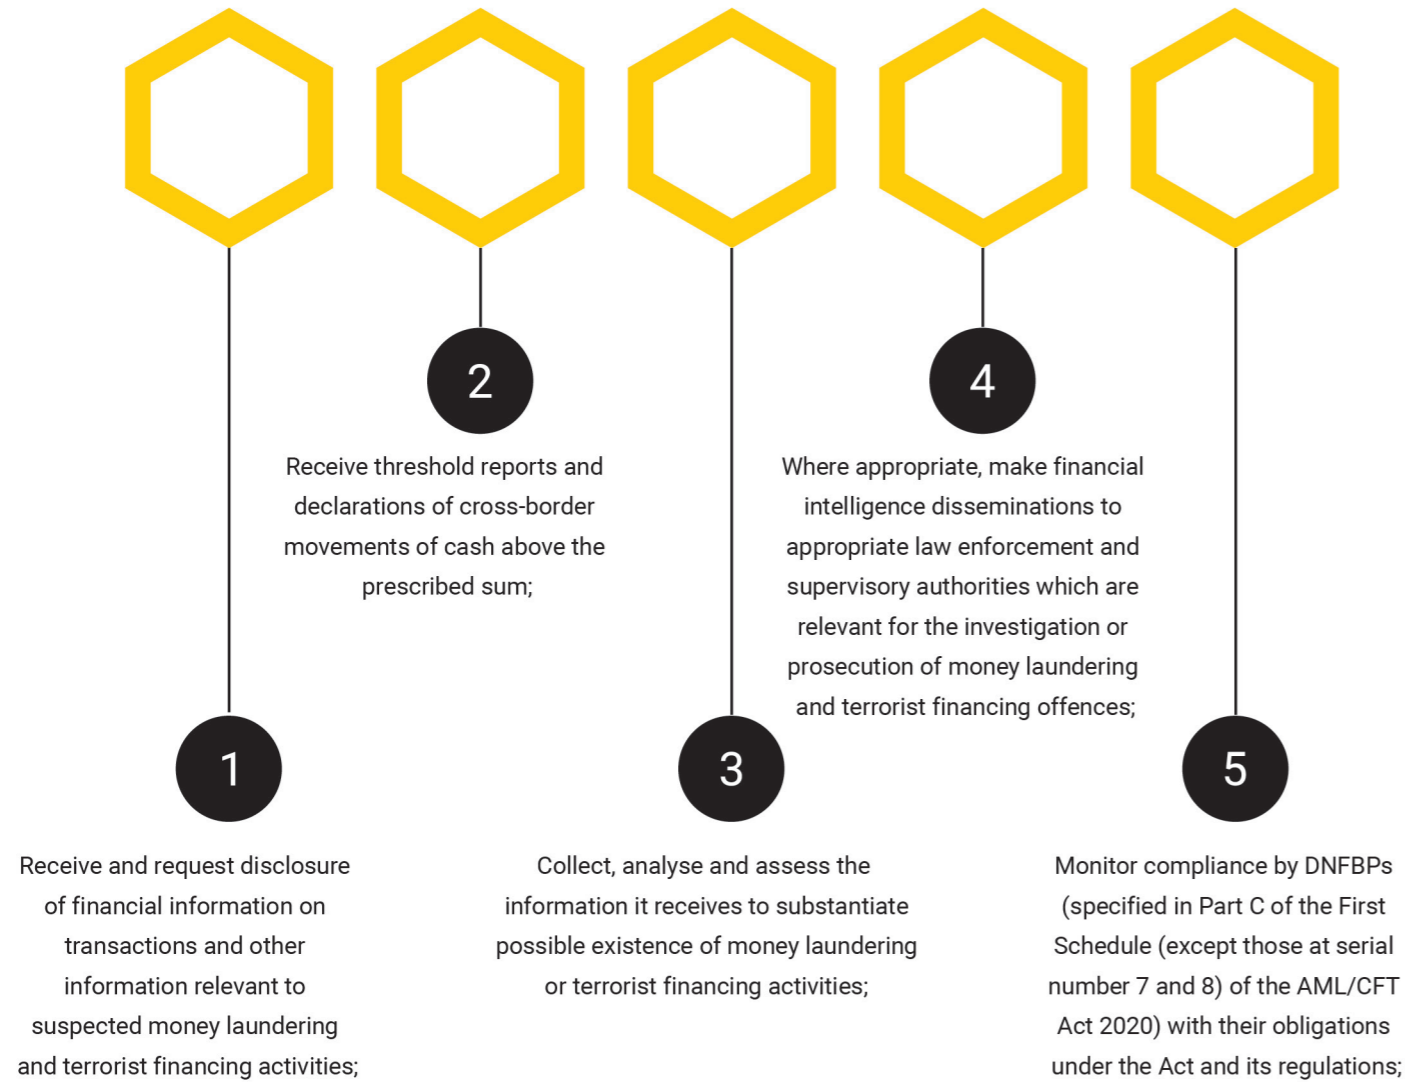 1
Receive and request disclosure
of financial information on
transactions and other
information relevant to
suspected money laundering
and terrorist financing activities;
2
Receive threshold reports and
declarations of cross-border
movements of cash above the
prescribed sum;
3
Collect, analyse and assess the
information it receives to substantiate
possible existence of money laundering
or terrorist financing activities;
4
Where appropriate, make financial
intelligence disseminations to
appropriate law enforcement and
supervisory authorities which are
relevant for the investigation or
prosecution of money laundering
and terrorist financing offences;
5
Monitor compliance by DNFBPs
(specified in Part C of the First
Schedule (except those at serial
number 7 and 8) of the AML/CFT
Act 2020) with their obligations
under the Act and its regulations;